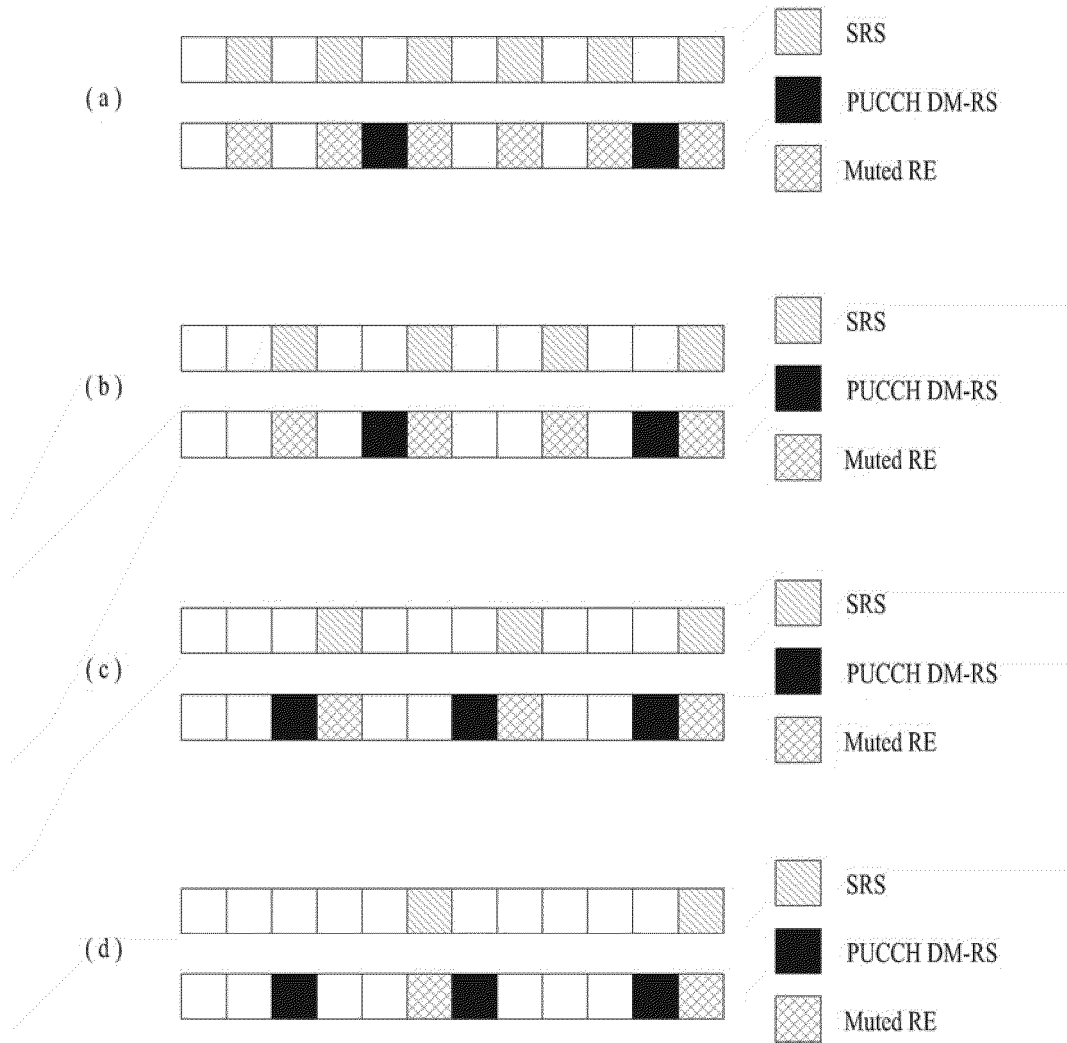 SRS
( a )
PUCCH DM-RS
Muted RE
SRS
( b )
PUCCH DM-RS
Muted RE
SRS
( c )
PUCCH DM-RS
Muted RE
SRS
( d )
PUCCH DM-RS
Muted RE